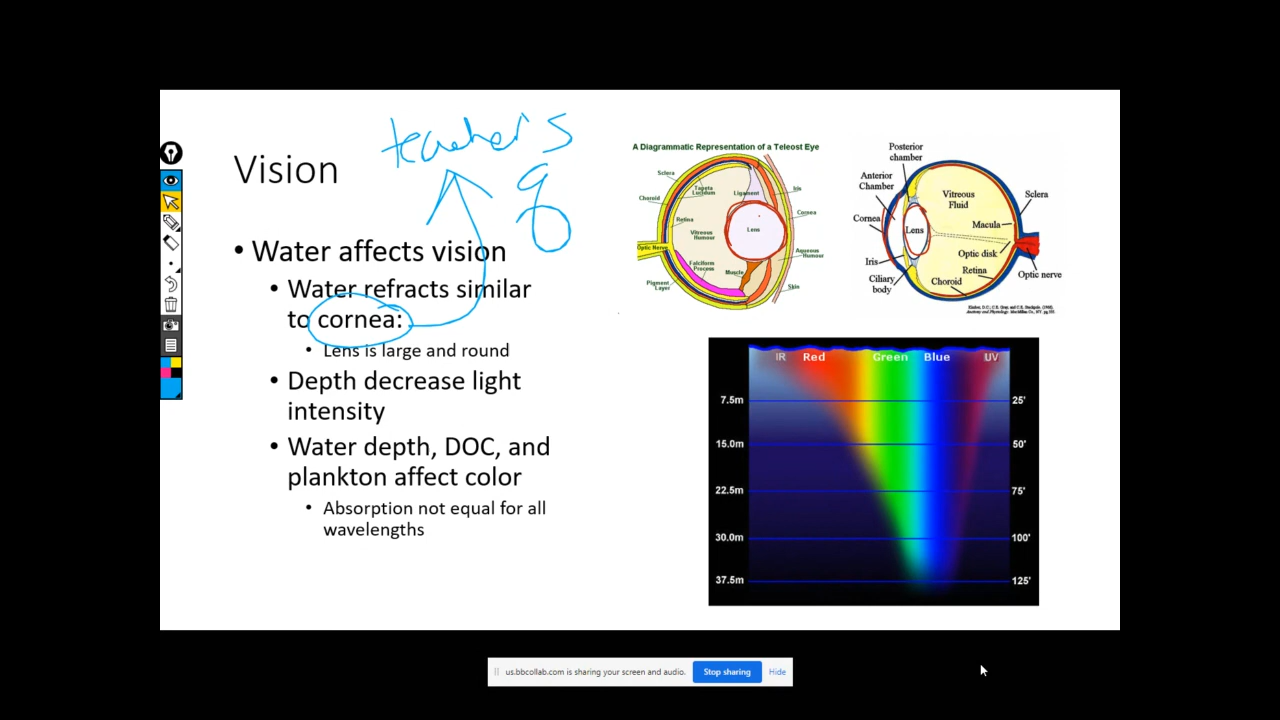 teacher's
8
Vision
• Water affects vision
• Water refracts similar
to cornea:
• Lens is large and round
• Depth decrease light
intensity
• Water depth, DOC, and
plankton affect color
• Absorption not equal for all
wavelengths
A Diagrammatic Representation of a Teleost Eye
Sclera
Choroid
Tapeta
Lucidum
Ligament
Iris
Retina
Cornea
Lens
Vitreous
Humour
Optic Nerve
Aqueous
Humour
Falciform
Process
Muscle
Pigment
Layer
Skin
Posterior
chamber
Anterior
Chamber
Vitreous
Fluid
Sclera
Cornea
Lens
Macula
Optic disk
Iris
Retina
Optic nerve
Ciliary
body
Choroid
IR Red Green Blue UV
7.5m 25'
15.0m 50'
22.5m 75'
30.0m 100'
37.5m 125'
us.bbcollab.com is sharing your screen and audio. Stop sharing Hide